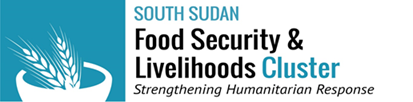 SOUTH SUDAN
Food Security &
Livelihoods Cluster
Strengthening Humanitarian Response